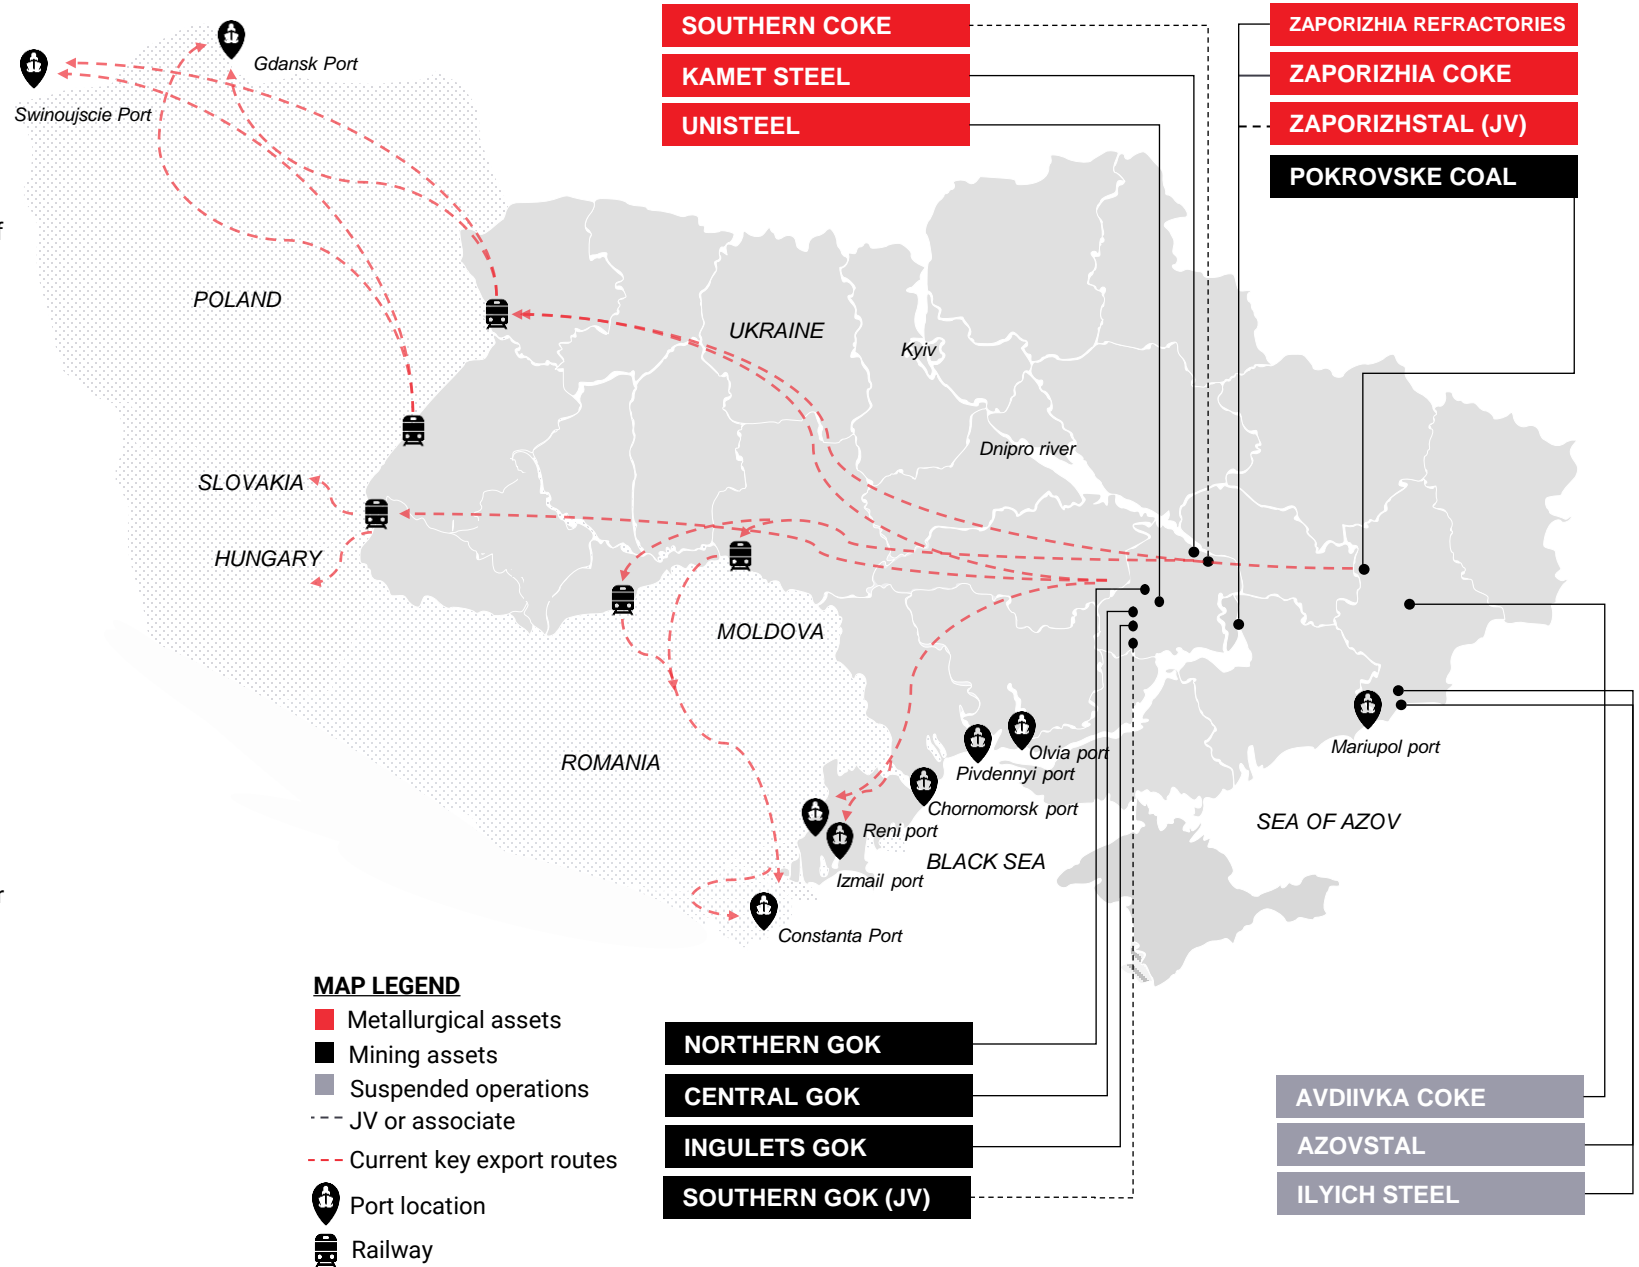 SOUTHERN COKE
KAMET STEEL
UNISTEEL
ZAPORIZHIA REFRACTORIES
ZAPORIZHIA COKE
ZAPORIZHSTAL (JV)
POKROVSKE COAL
Gdansk Port
Swinoujscie Port
f
POLAND
UKRAINE
Kyiv
Dnipro river
SLOVAKIA
HUNGARY
MOLDOVA
ROMANIA
Olvia port
Pivdennyi port
Chornomorsk port
Mariupol port
Reni port
SEA OF AZOV
BLACK SEA
Izmail port
r
Constanta Port
MAP LEGEND
Metallurgical assets
Mining assets
Suspended operations
JV or associate
Current key export routes
Port location
Railway
NORTHERN GOK
CENTRAL GOK
INGULETS GOK
SOUTHERN GOK (JV)
AVDIIVKA COKE
AZOVSTAL
ILYICH STEEL